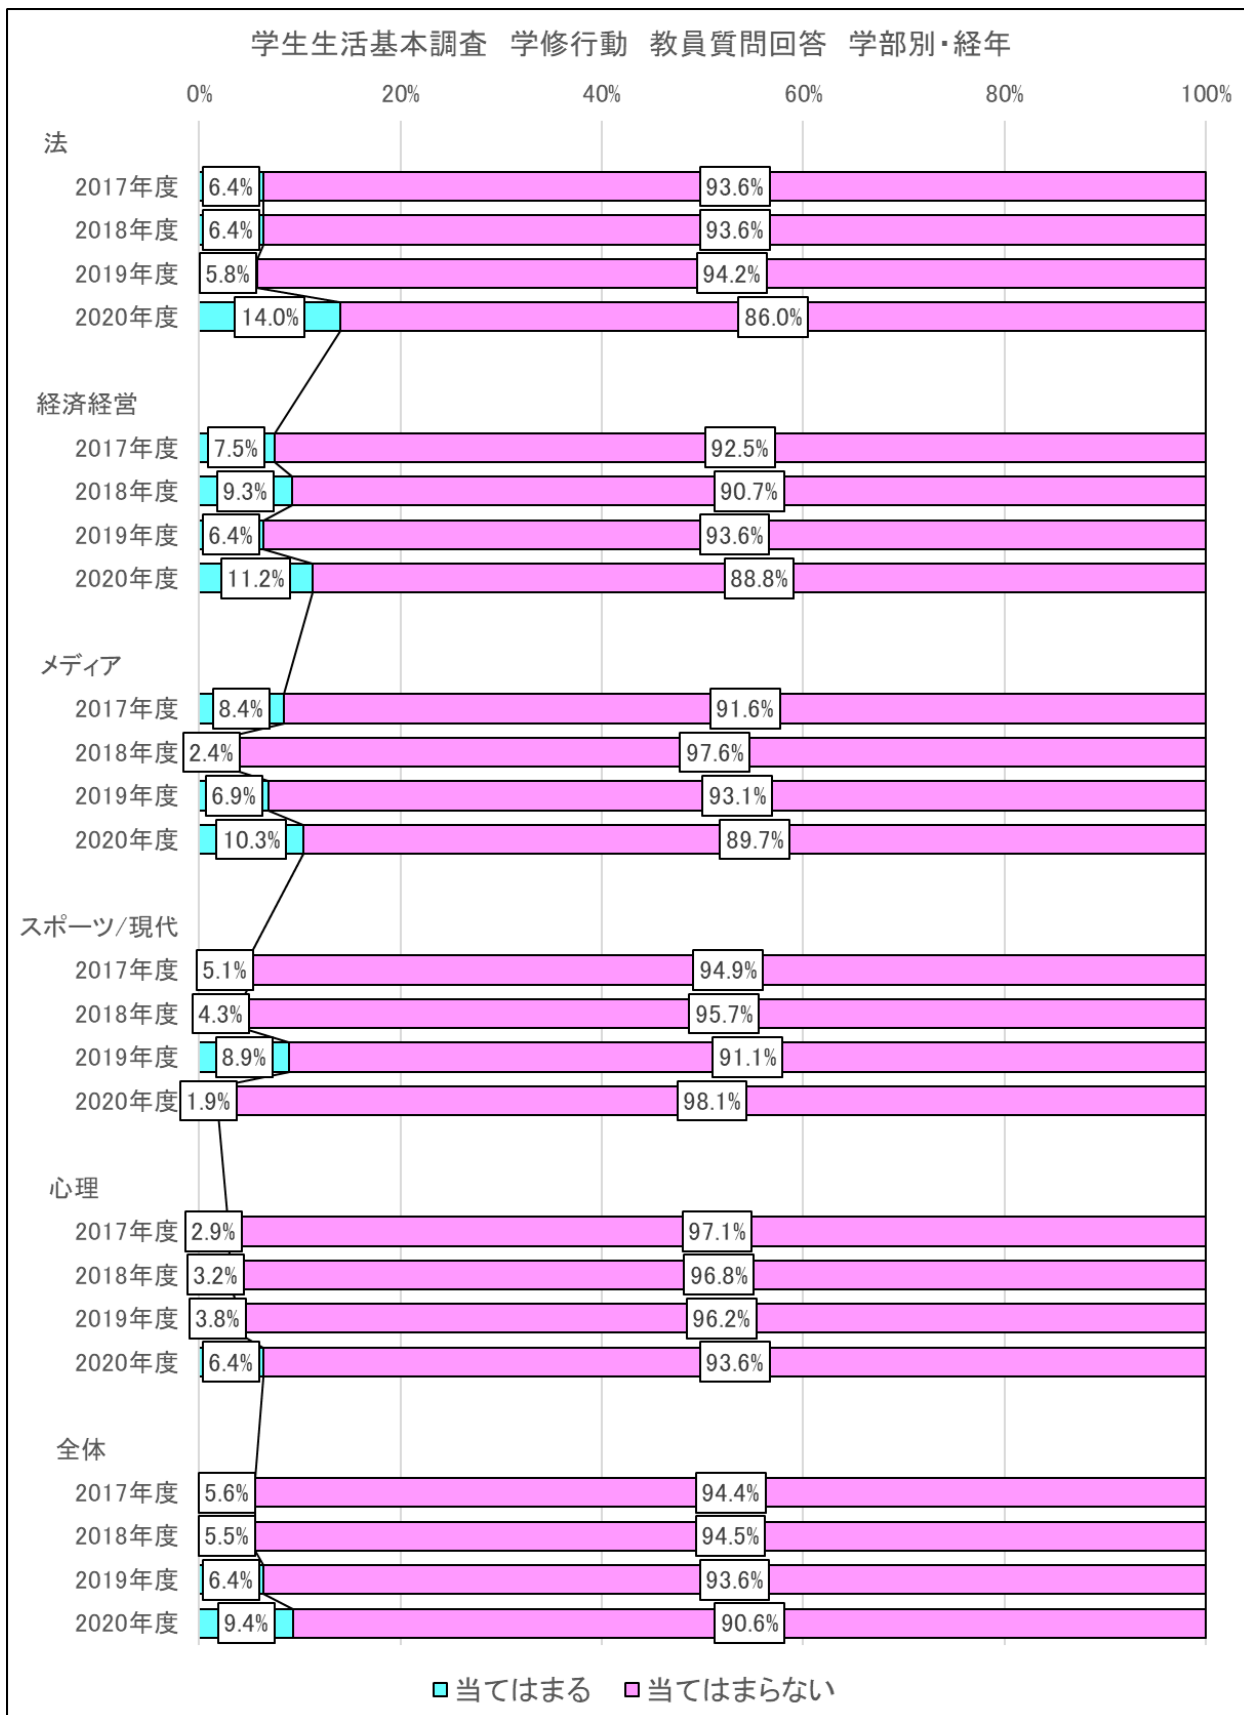 学生生活基本調査　学修行動　教員質問回答　学部別・経年
0% 20% 40% 60% 80% 100%
法
2017年度 6.4% 93.6%
2018年度 6.4% 93.6%
2019年度 5.8% 94.2%
2020年度 14.0% 86.0%
経済経営
2017年度 7.5% 92.5%
2018年度 9.3% 90.7%
2019年度 6.4% 93.6%
2020年度 11.2% 88.8%
メディア
2017年度 8.4% 91.6%
2018年度 2.4% 97.6%
2019年度 6.9% 93.1%
2020年度 10.3% 89.7%
スポーツ/現代
2017年度 5.1% 94.9%
2018年度 4.3% 95.7%
2019年度 8.9% 91.1%
2020年度 1.9% 98.1%
心理
2017年度 2.9% 97.1%
2018年度 3.2% 96.8%
2019年度 3.8% 96.2%
2020年度 6.4% 93.6%
全体
2017年度 5.6% 94.4%
2018年度 5.5% 94.5%
2019年度 6.4% 93.6%
2020年度 9.4% 90.6%
当てはまる 当てはまらない